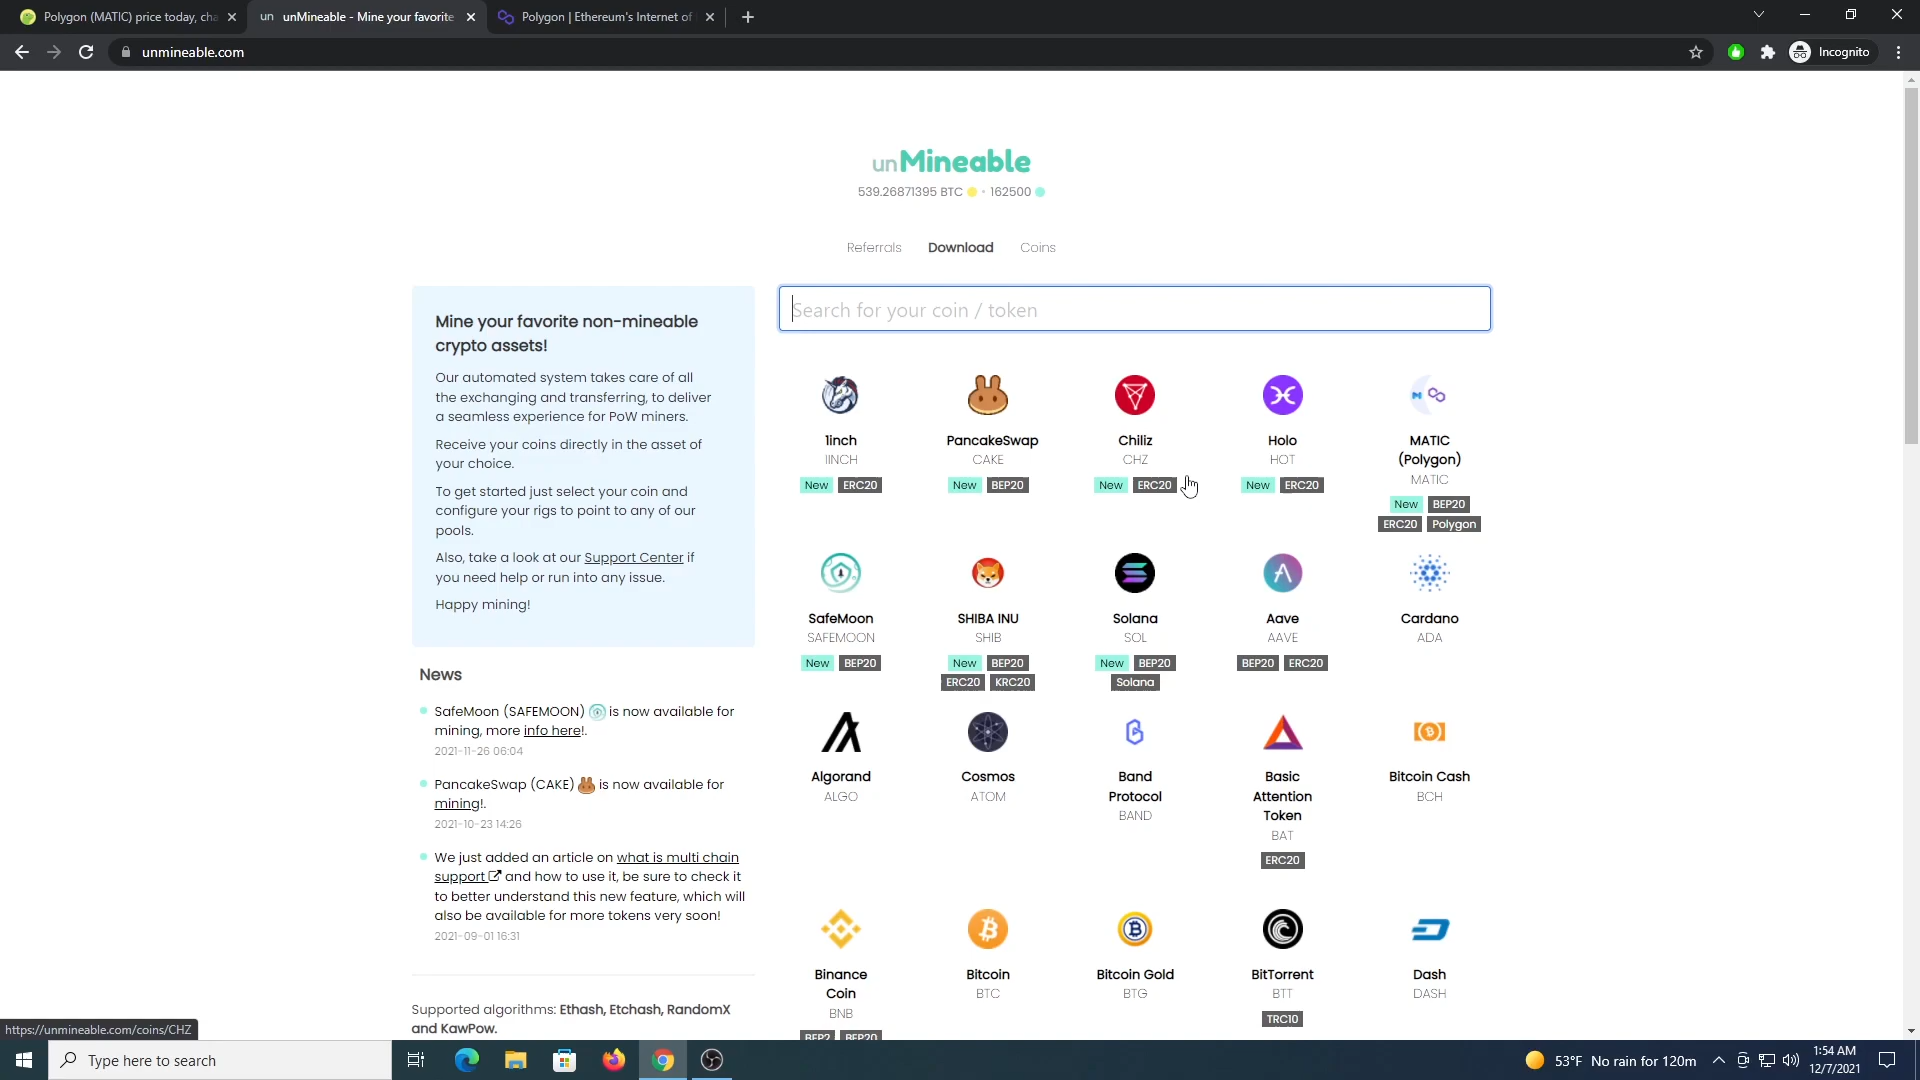 Polygon (MATIC) price today, cha
un unMineable - Mine your favorite
Polygon | Ethereum's Internet of
unmineable.com
Incognito
unMineable
539.26871395 BTC • 162500
Referrals
Download
Coins
Mine your favorite non-mineable
crypto assets!
Our automated system takes care of all
the exchanging and transferring, to deliver
a seamless experience for PoW miners.
Receive your coins directly in the asset of
your choice.
To get started just select your coin and
configure your rigs to point to any of our
pools.
Also, take a look at our Support Center if
you need help or run into any issue.
Happy mining!
News
SafeMoon (SAFEMOON) is now available for
mining, more info here!.
2021-11-26 06:04
PancakeSwap (CAKE) is now available for
mining!.
2021-10-23 14:26
We just added an article on what is multi chain
support and how to use it, be sure to check it
to better understand this new feature, which will
also be available for more tokens very soon!
2021-09-01 16:31
Supported algorithms: Ethash, Etchash, RandomX
and KawPow.
Search for your coin / token
1inch
1INCH
New ERC20
PancakeSwap
CAKE
New BEP20
Chiliz
CHZ
New ERC20
Holo
HOT
New ERC20
MATIC
(Polygon)
MATIC
New BEP20
ERC20 Polygon
SafeMoon
SAFEMOON
New BEP20
SHIBA INU
SHIB
New BEP20
ERC20 KRC20
Solana
SOL
New BEP20
Solana
Aave
AAVE
BEP20 ERC20
Cardano
ADA
Algorand
ALGO
Cosmos
ATOM
Band
Protocol
BAND
Basic
Attention
Token
BAT
ERC20
Bitcoin Cash
BCH
Binance
Coin
BNB
BEP2 BEP20
Bitcoin
BTC
Bitcoin Gold
BTG
BitTorrent
BTT
TRC10
Dash
DASH
https://unmineable.com/coins/CHZ
Type here to search
53°F No rain for 120m
1:54 AM
12/7/2021